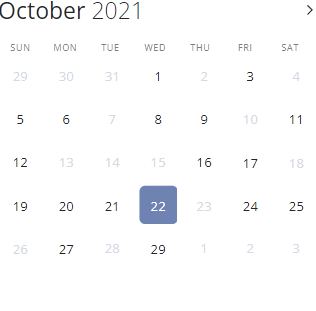 October 2021
SUN MON TUE WED THU FRI SAT
29 30 31 1 2 3 4
5 6 7 8 9 10 11
12 13 14 15 16 17 18
19 20 21 22 23 24 25
26 27 28 29 1 2 3